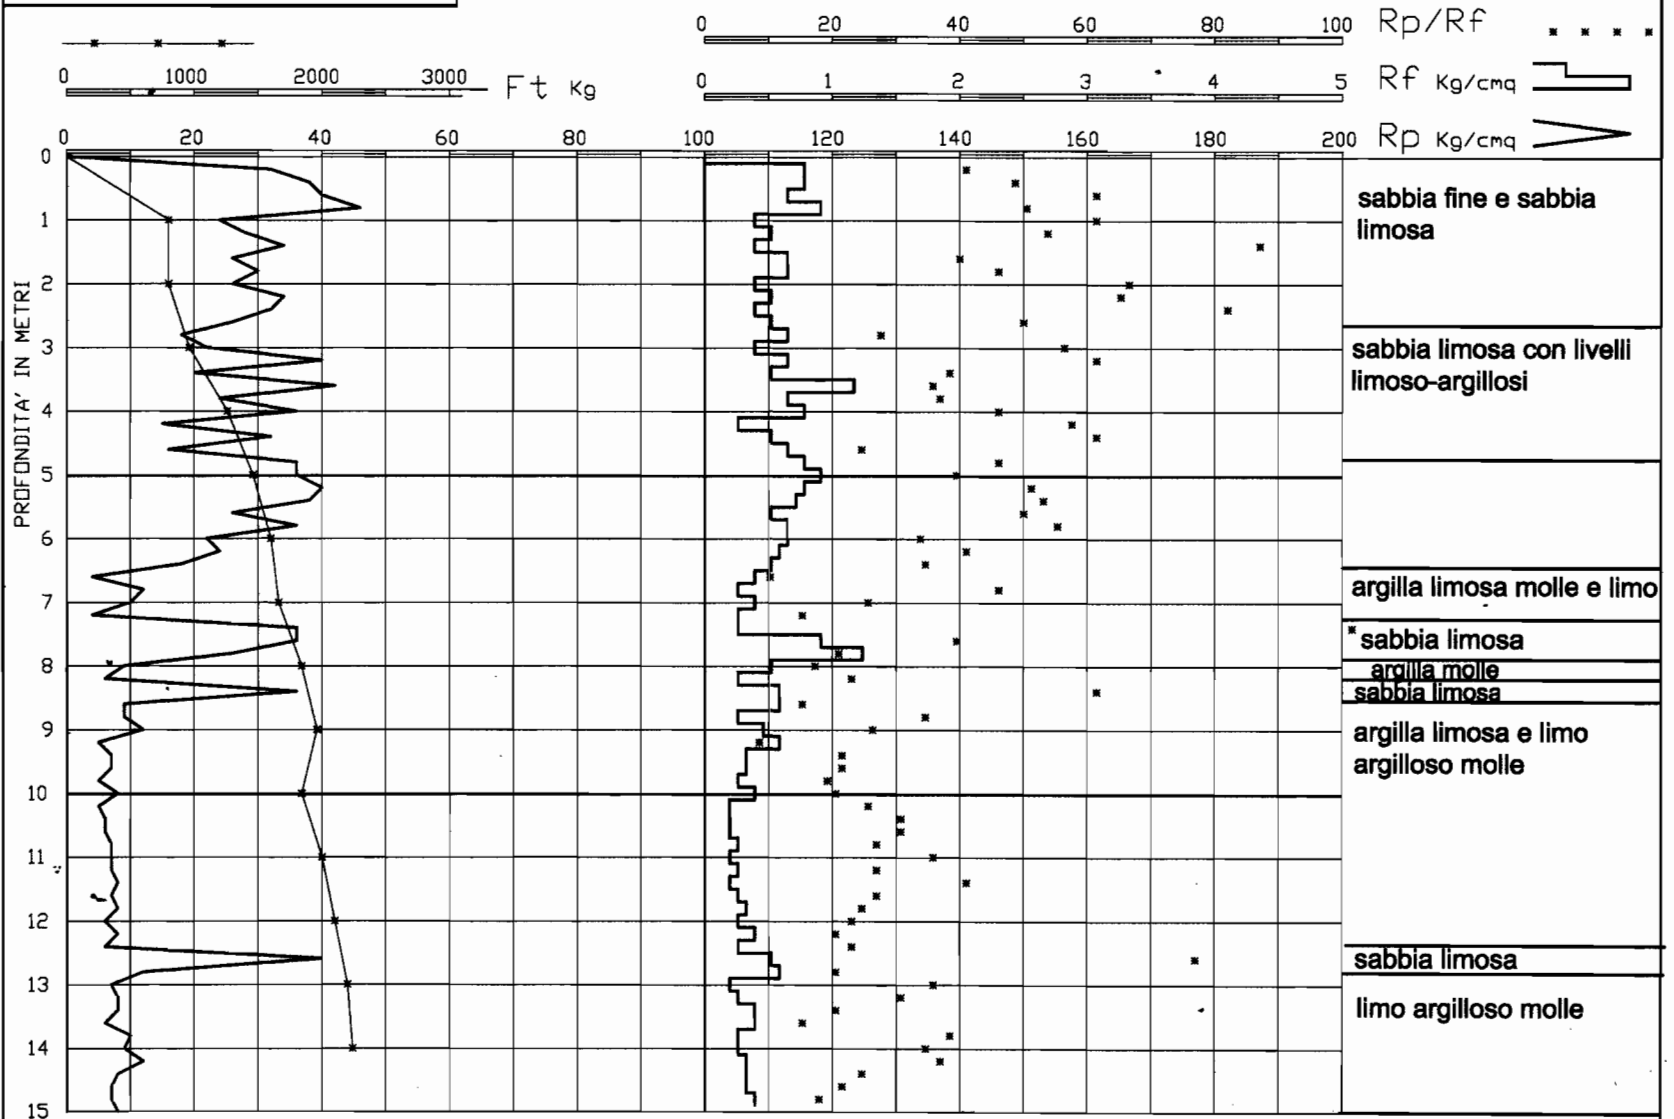 0 20 40 60 80 100 Rp/Rf
0 1000 2000 3000 Ft Kg
0 1 2 3 4 5 Rf Kg/cmq
0 20 40 60 80 100 120 140 160 180 200 Rp Kg/cmq
PROFONDITA' IN METRI
0
1
2
3
4
5
6
7
8
9
10
11
12
13
14
15
sabbia fine e sabbia
limosa
sabbia limosa con livelli
limoso-argillosi
argilla limosa molle e limo
sabbia limosa
argilla molle
sabbia limosa
argilla limosa e limo
argilloso molle
sabbia limosa
limo argilloso molle